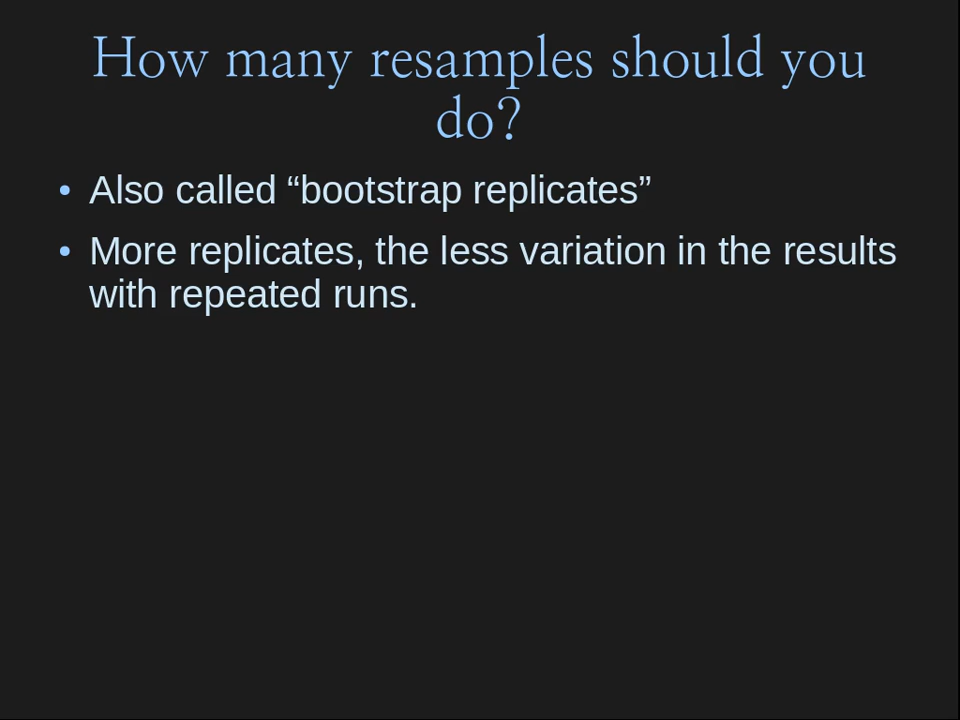 How many resamples should you
do?
• Also called “bootstrap replicates”
• More replicates, the less variation in the results
with repeated runs.